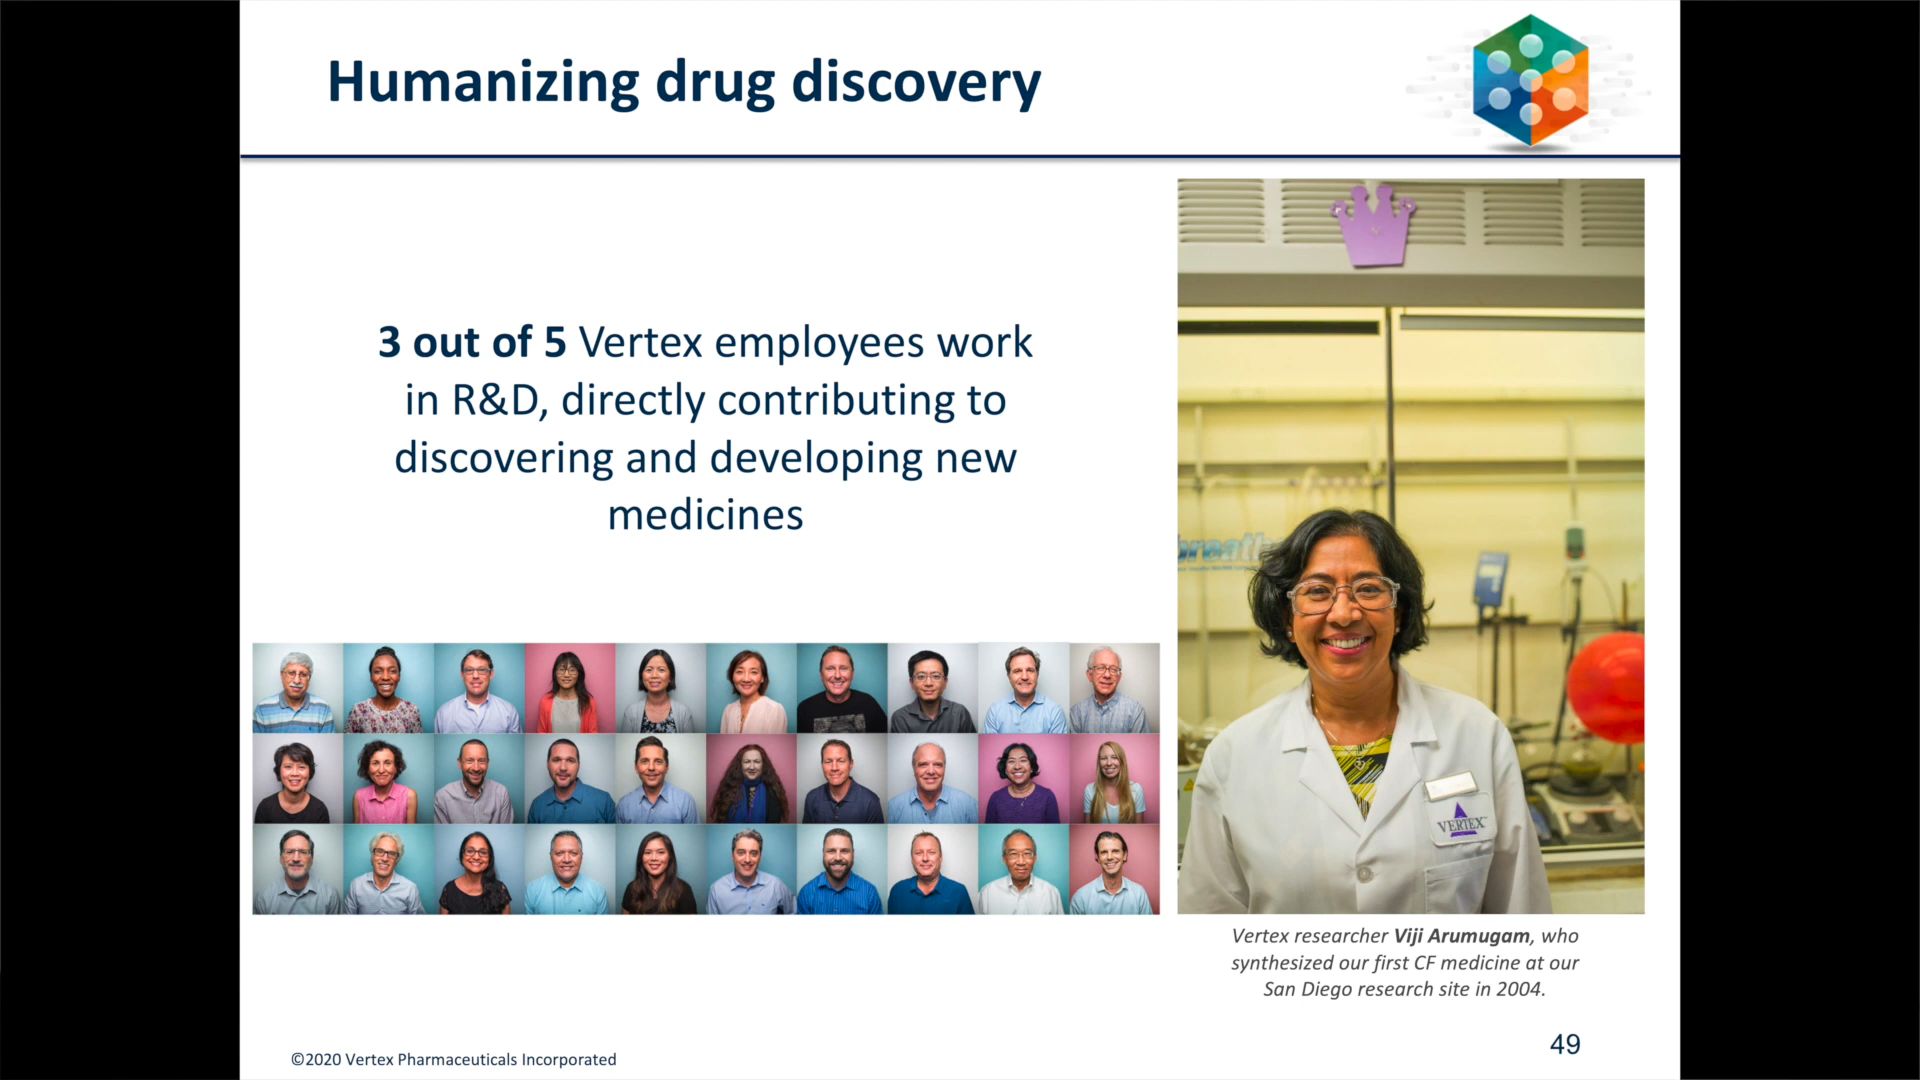 Humanizing drug discovery
3 out of 5 Vertex employees work
in R&D, directly contributing to
discovering and developing new
medicines
VERTEX
Vertex researcher Viji Arumugam, who
synthesized our first CF medicine at our
San Diego research site in 2004.
©2020 Vertex Pharmaceuticals Incorporated
49